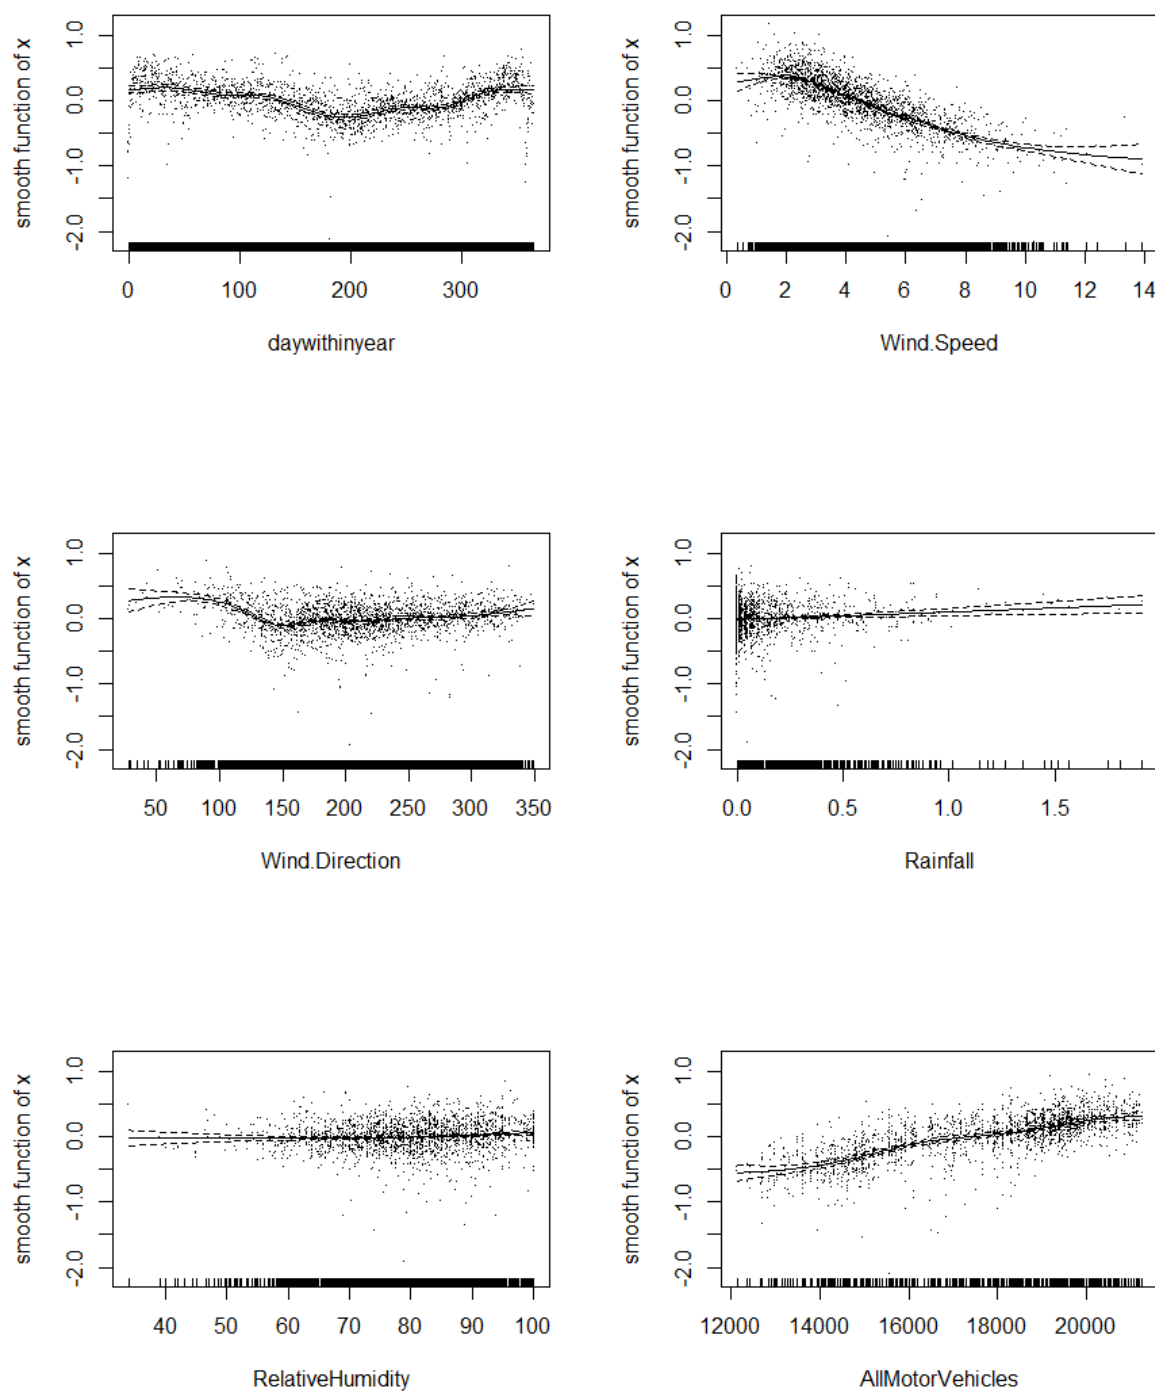 smooth function of x
1.0
0.0
-1.0
-2.0
0 100 200 300
daywithinyear
smooth function of x
1.0
0.0
-1.0
-2.0
0 2 4 6 8 10 12 14
Wind.Speed
smooth function of x
1.0
0.0
-1.0
-2.0
50 100 150 200 250 300 350
Wind.Direction
smooth function of x
1.0
0.0
-1.0
-2.0
0.0 0.5 1.0 1.5
Rainfall
smooth function of x
1.0
0.0
-1.0
-2.0
40 50 60 70 80 90 100
RelativeHumidity
smooth function of x
1.0
0.0
-1.0
-2.0
12000 14000 16000 18000 20000
AllMotorVehicles